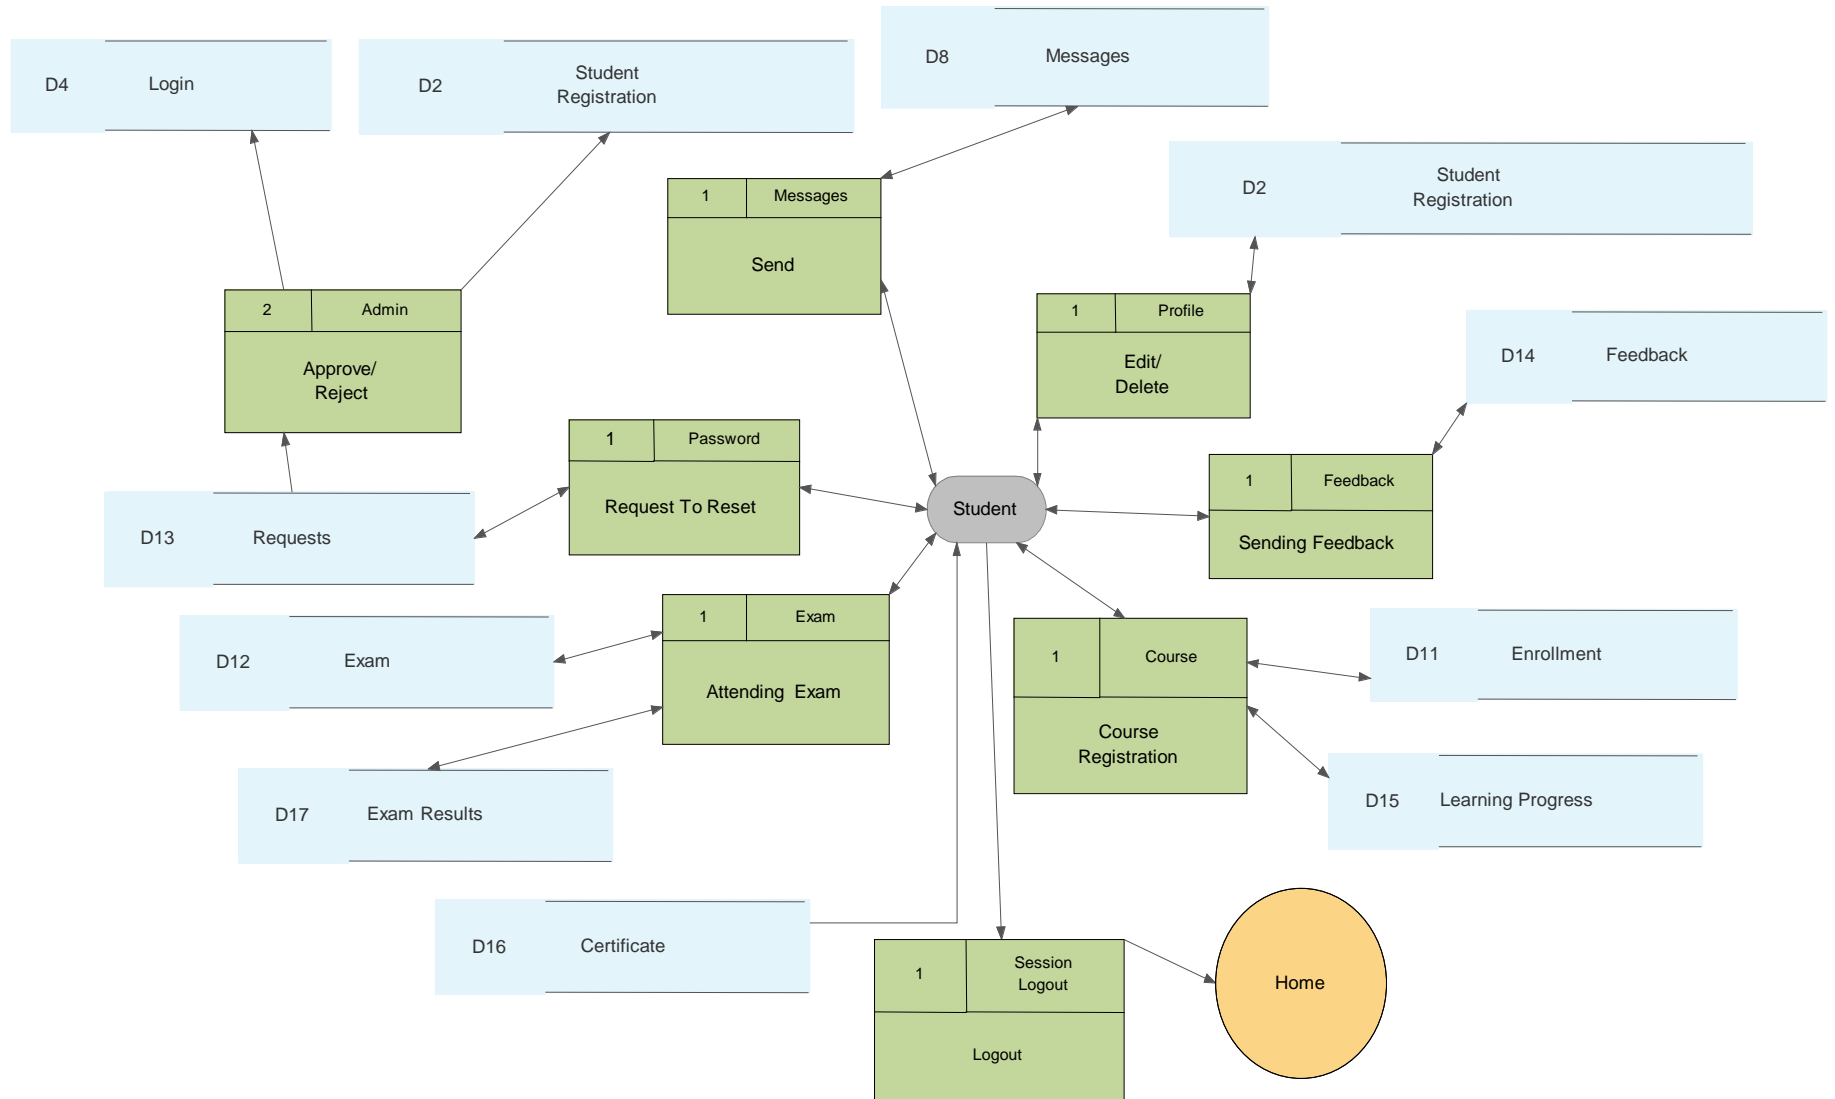 D8
Messages
D4
Login
D2
Student
Registration
D2
Student
Registration
1
Messages
Send
2
Admin
Approve/
Reject
1
Profile
Edit/
Delete
D14
Feedback
1
Password
Request To Reset
1
Feedback
Sending Feedback
Student
D13
Requests
1
Exam
Attending Exam
D12
Exam
1
Course
Course
Registration
D11
Enrollment
D17
Exam Results
D15
Learning Progress
D16
Certificate
1
Session
Logout
Logout
Home